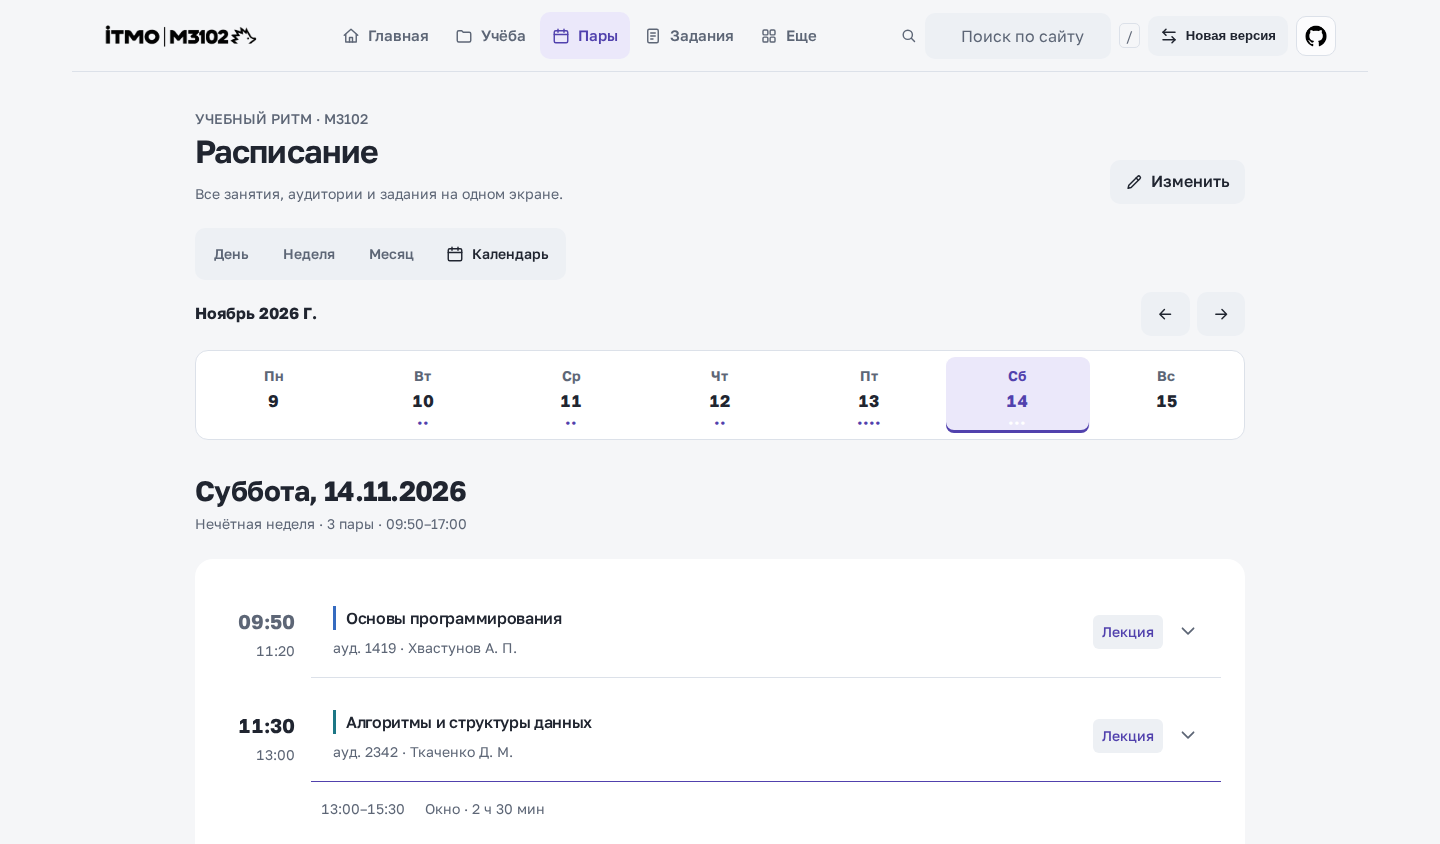 iTMO | M3102
Главная
Учёба
Пары
Задания
Еще
Поиск по сайту
/
Новая версия
УЧЕБНЫЙ РИТМ · M3102
Расписание
Все занятия, аудитории и задания на одном экране.
Изменить
День
Неделя
Месяц
Календарь
Ноябрь 2026 Г.
Пн
Вт
Ср
Чт
Пт
Сб
Вс
9
10
11
12
13
14
15
Суббота, 14.11.2026
Нечётная неделя · 3 пары · 09:50–17:00
09:50
Основы программирования
Лекция
11:20
ауд. 1419 · Хвастунов А. П.
11:30
Алгоритмы и структуры данных
Лекция
13:00
ауд. 2342 · Ткаченко Д. М.
13:00–15:30 Окно · 2 ч 30 мин